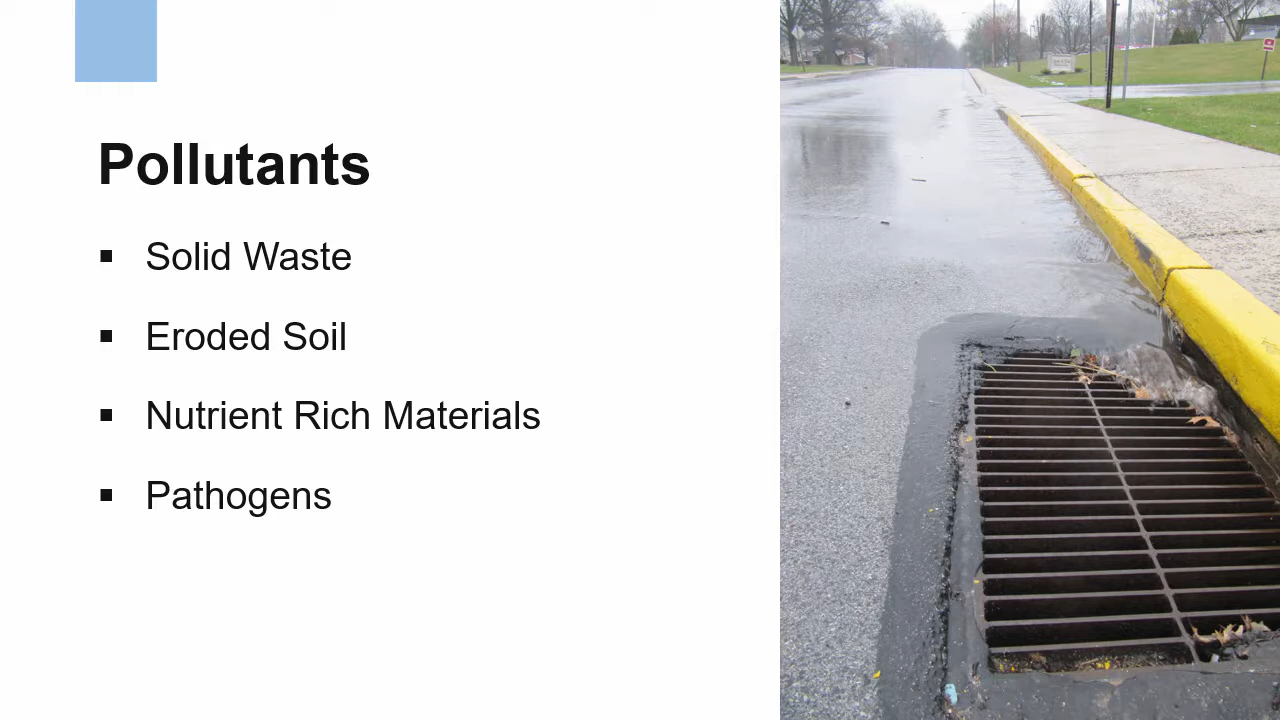 Pollutants
▪ Solid Waste
▪ Eroded Soil
▪ Nutrient Rich Materials
▪ Pathogens